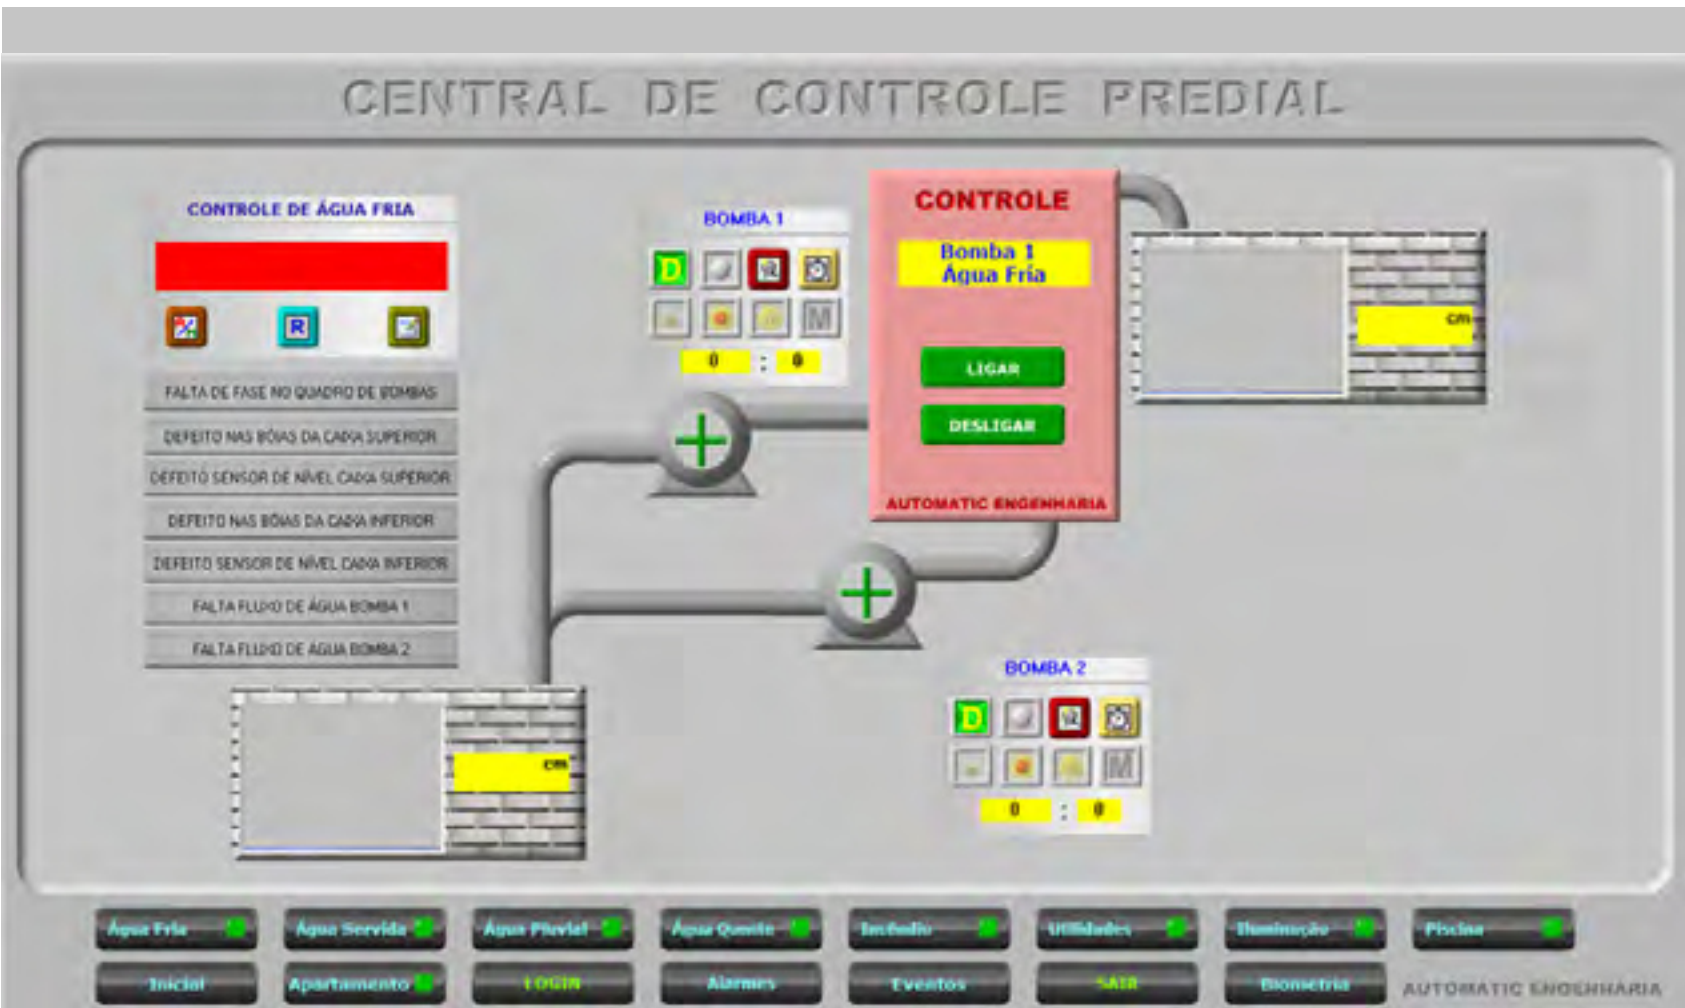 CENTRAL DE CONTROLE PREDIAL
CONTROLE DE ÁGUA FRIA
R
FALTA DE FASE NO QUADRO DE BOMBAS
DEFEITO NAS BÓIAS DA CAIXA SUPERIOR
DEFEITO SENSOR DE NÍVEL CAIXA SUPERIOR
DEFEITO NAS BÓIAS DA CAIXA INFERIOR
DEFEITO SENSOR DE NÍVEL CAIXA INFERIOR
FALTA FLUXO DE ÁGUA BOMBA 1
FALTA FLUXO DE ÁGUA BOMBA 2
cm
BOMBA 1
D
M
0 : 0
CONTROLE
Bomba 1
Água Fria
LIGAR
DESLIGAR
AUTOMATIC ENGENHARIA
cm
BOMBA 2
D
M
0 : 0
Água Fria Água Servida Água Pluvial Água Quente Incêndio Utilidades Iluminação Piscina
Inicial Apartamento LOGIN Alarmes Eventos SAIR Biometria AUTOMATIC ENGENHARIA